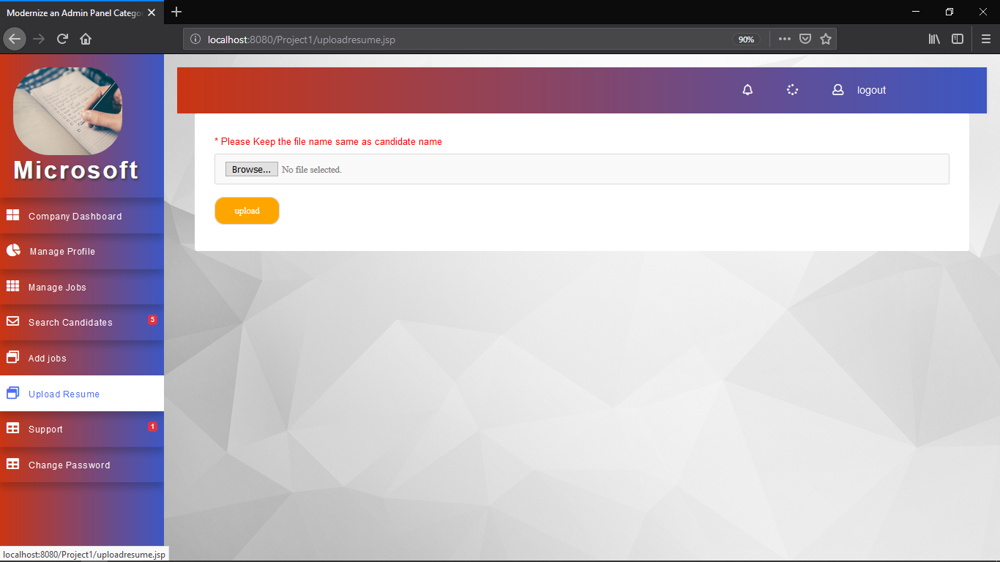 Modernize an Admin Panel Catego
localhost:8080/Project1/uploadresume.jsp
90%
Microsoft
Company Dashboard
Manage Profile
Manage Jobs
Search Candidates 5
Add jobs
Upload Resume
Support 1
Change Password
logout
* Please Keep the file name same as candidate name
Browse... No file selected.
upload
localhost:8080/Project1/uploadresume.jsp